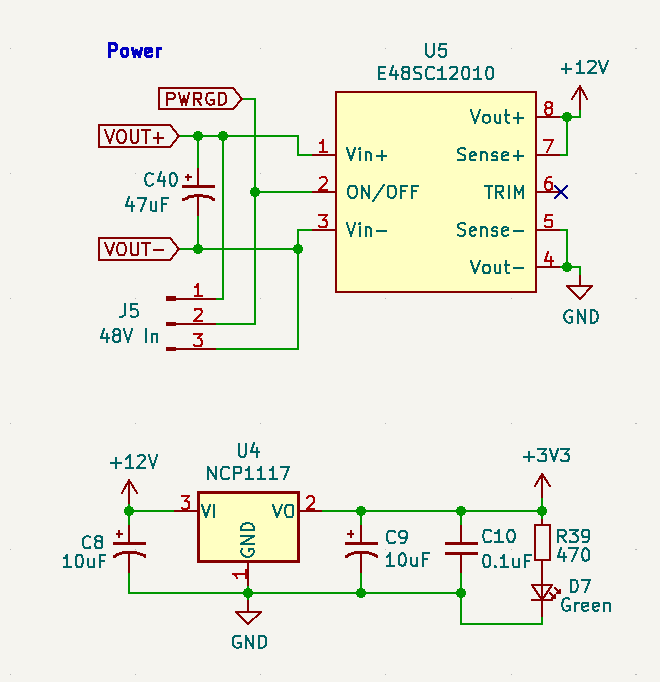 Power
U5
E48SC12010
+12V
PWRGD
VOUT+
Vout+
8
1
Vin+
Sense+
7
C40
+
47uF
2
ON/OFF
TRIM
6
3
Vin-
Sense-
5
VOUT-
Vout-
4
GND
J5
48V In
1
2
3
+12V
U4
NCP1117
+3V3
3
VI
VO
2
GND
1
C8
+
10uF
C9
+
10uF
C10
0.1uF
R39
470
D7
Green
GND